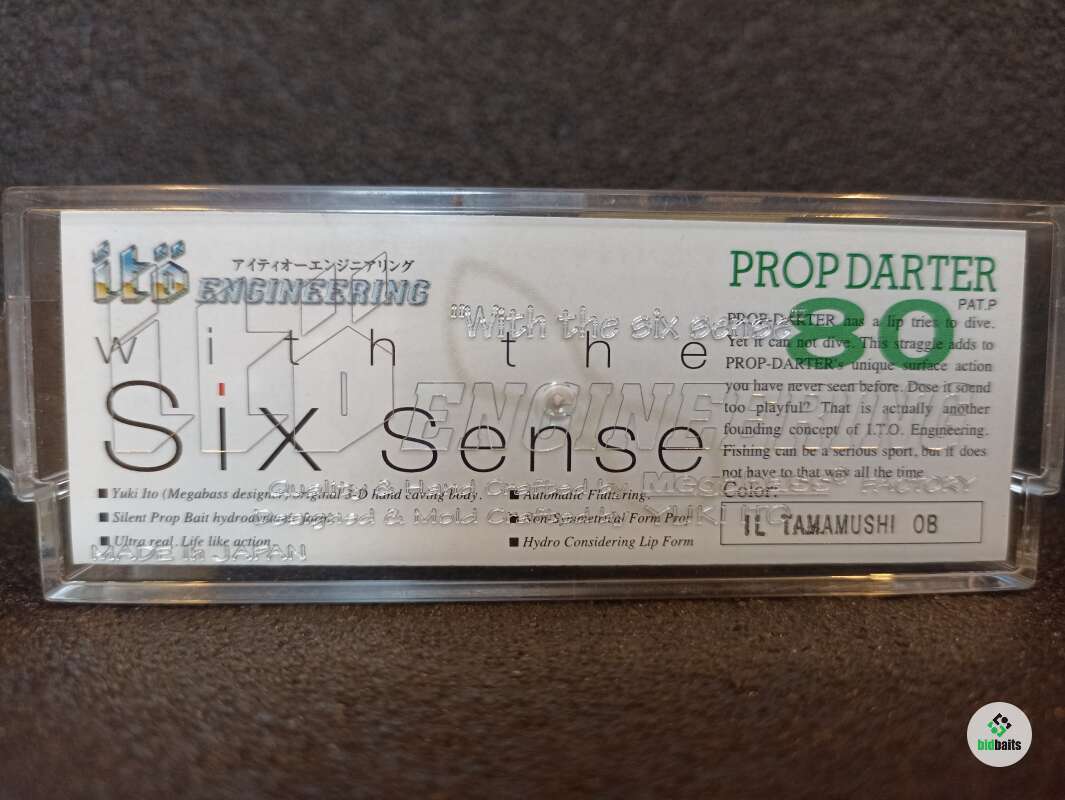 itö
アイティオーエンジニアリング
ENGINEERING
with the
Six Sense
PROP DARTER
80
PAT.P
PROP-DARTER has a lip tries to dive.
Yet it can not dive. This straggle adds to
PROP-DARTER's unique surface action
you have never seen before. Dose it sound
too playful? That is actually another
founding concept of I.T.O. Engineering.
Fishing can be a serious sport, but it does
not have to that way all the time.
Color:
IL TAMAMUSHI OB
■ Yuki Ito (Megabass designer) original 3-D hand caving body.
■ Silent Prop Bait hydrodynamic form.
■ Ultra real. Life like action
■ Automatic Fluttering.
■ Non-Symmetrical Form Prop
■ Hydro Considering Lip Form
"With the six sense"
itö ENGINEERING
Quality & Hand Crafted by MEGABASS FACTORY
Designed & Mold Crafted by YUKI ITO
MADE in JAPAN
bidbaits